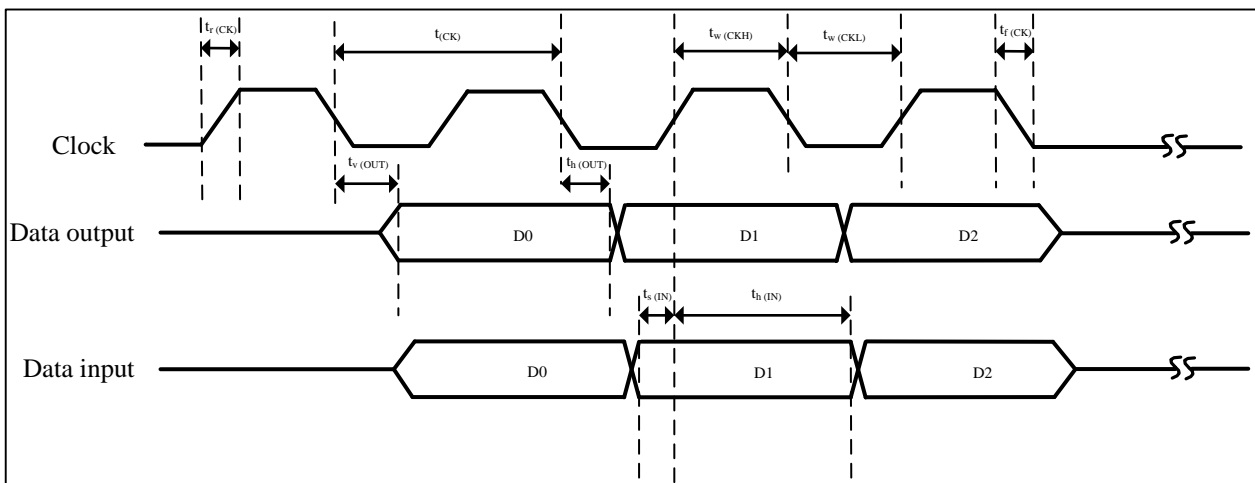 tr (CK)
t(CK)
tw (CKH)
tw (CKL)
tf (CK)
Clock
tv (OUT)
th (OUT)
Data output
D0
D1
D2
ts (IN)
th (IN)
Data input
D0
D1
D2